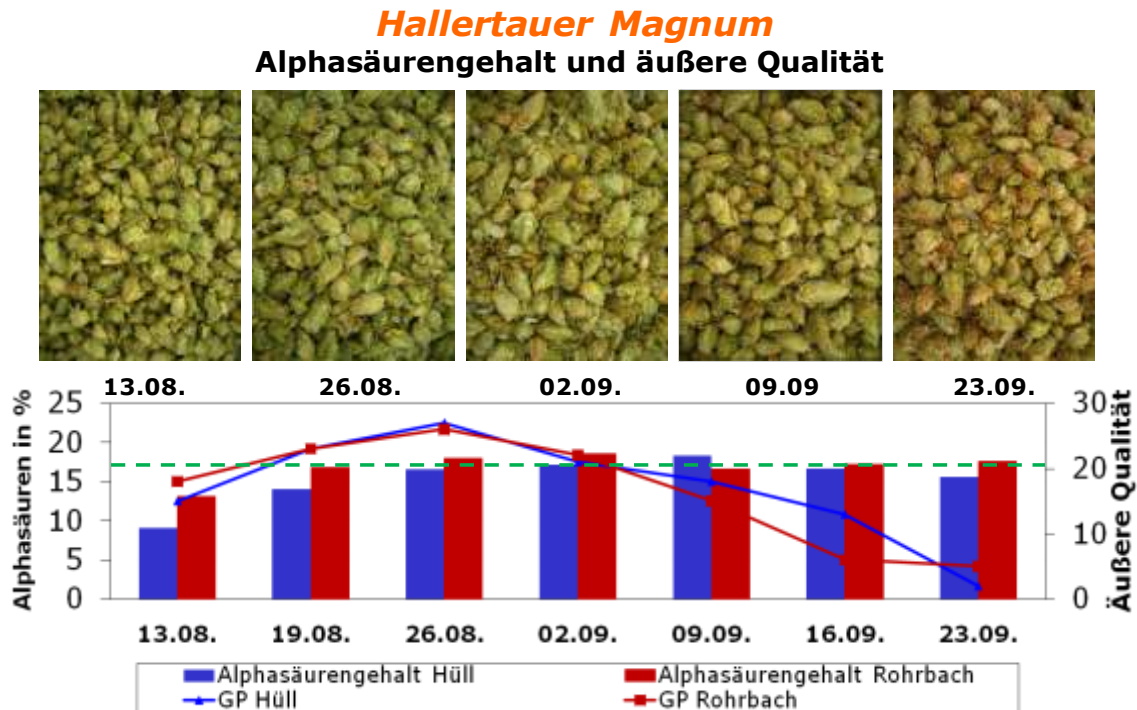 Hallertauer Magnum
Alphasäurengehalt und äußere Qualität
13.08. 26.08. 02.09. 09.09 23.09.
Alphasäuren in %
25
20
15
10
5
0
30
20
10
0
Äußere Qualität
13.08. 19.08. 26.08. 02.09. 09.09. 16.09. 23.09.
Alphasäurengehalt Hüll Alphasäurengehalt Rohrbach
GP Hüll GP Rohrbach